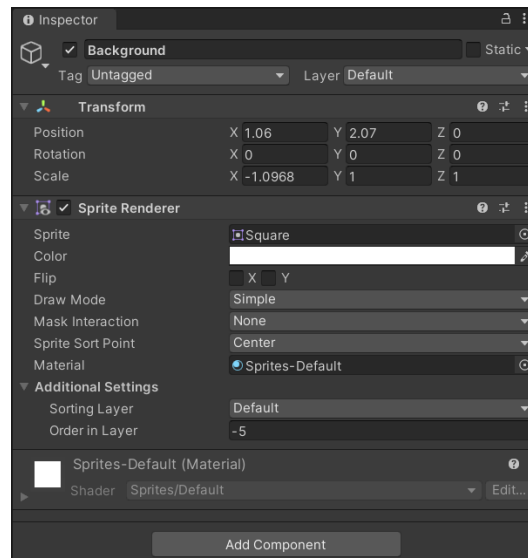 Inspector
Background Static
Tag Untagged Layer Default
Transform
Position X 1.06 Y 2.07 Z 0
Rotation X 0 Y 0 Z 0
Scale X -1.0968 Y 1 Z 1
Sprite Renderer
Sprite Square
Color
Flip X Y
Draw Mode Simple
Mask Interaction None
Sprite Sort Point Center
Material Sprites-Default
Additional Settings
Sorting Layer Default
Order in Layer -5
Sprites-Default (Material)
Shader Sprites/Default Edit...
Add Component